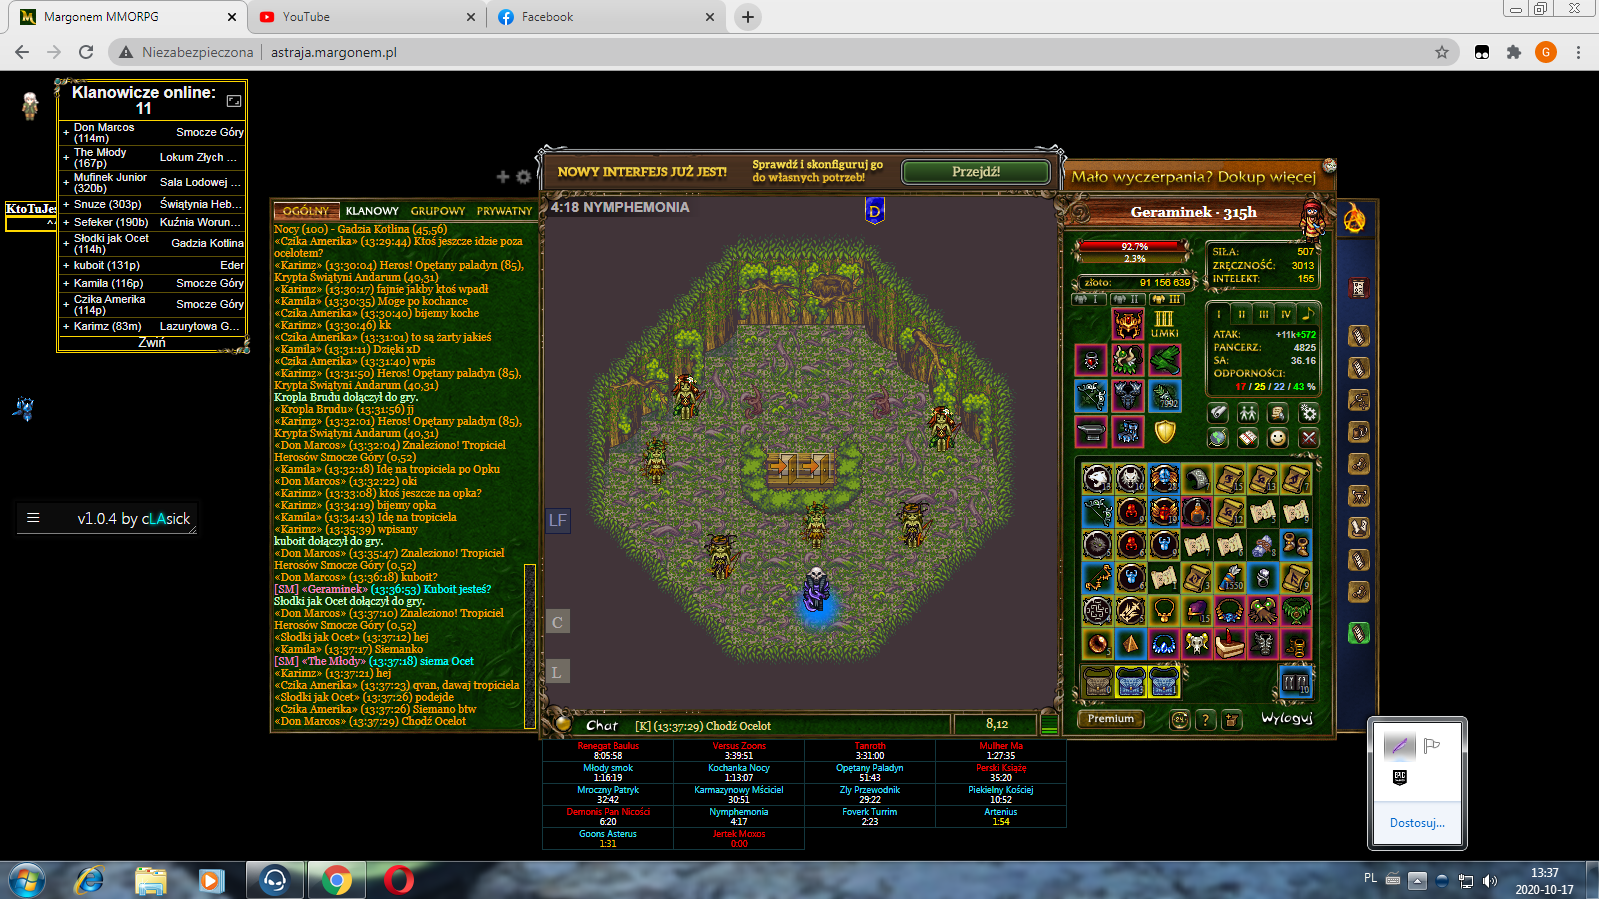 Margonem MMORPG
YouTube
Facebook
Niezabezpieczona
astraja.margonem.pl
G
Klanowicze online:
11
+ Don Marcos (114m) Smocze Góry
+ The Młody (167p) Lokum Złych ...
+ Mufinek Junior (320b) Sala Lodowej ...
+ Snuze (303p) Świątynia Heb...
+ Sefeker (190b) Kuźnia Worun...
+ Słodki jak Ocet (114h) Gadzia Kotlina
+ kuboit (131p) Eder
+ Kamila (116p) Smocze Góry
+ Czika Amerika (114p) Smocze Góry
+ Karimz (83m) Lazurytowa G...
Zwiń
KtoTuJes
^^
v1.0.4 by cLAsick
NOWY INTERFEJS JUŻ JEST!
Sprawdź i skonfiguruj go
do własnych potrzeb!
Przejdź!
Mało wyczerpania? Dokup więcej
OGÓLNY KLANOWY GRUPOWY PRYWATNY
Nocy (100) - Gadzia Kotlina (45,56)
«Czika Amerika» (13:29:44) Ktoś jeszcze idzie poza
ocelotem?
«Karimz» (13:30:04) Heros! Opętany paladyn (85),
Krypta Świątyni Andarum (40,31)
«Karimz» (13:30:17) fajnie jakby ktoś wpadł
«Kamila» (13:30:35) Moge po kochance
«Czika Amerika» (13:30:40) bijemy koche
«Karimz» (13:30:46) kk
«Czika Amerika» (13:31:01) to są żarty jakieś
«Kamila» (13:31:11) Dzięki xD
«Czika Amerika» (13:31:40) wpis
«Karimz» (13:31:50) Heros! Opętany paladyn (85),
Krypta Świątyni Andarum (40,31)
Kropla Brudu dołączył do gry.
«Kropla Brudu» (13:31:56) jj
«Karimz» (13:32:01) Heros! Opętany paladyn (85),
Krypta Świątyni Andarum (40,31)
«Don Marcos» (13:32:04) Znaleziono! Tropiciel
Herosów Smocze Góry (0,52)
«Kamila» (13:32:18) Idę na tropiciela po Opku
«Don Marcos» (13:32:22) oki
«Karimz» (13:33:08) ktoś jeszcze na opka?
«Karimz» (13:34:19) bijemy opka
«Kamila» (13:34:43) Idę na tropiciela
«Karimz» (13:35:39) wpisany
kuboit dołączył do gry.
«Don Marcos» (13:35:47) Znaleziono! Tropiciel
Herosów Smocze Góry (0,52)
«Don Marcos» (13:36:18) kuboit?
[SM] «Geraminek» (13:36:53) Kuboit jesteś?
Słodki jak Ocet dołączył do gry.
«Don Marcos» (13:37:10) Znaleziono! Tropiciel
Herosów Smocze Góry (0,52)
«Słodki jak Ocet» (13:37:12) hej
«Kamila» (13:37:17) Siemanko
[SM] «The Młody» (13:37:18) siema Ocet
«Karimz» (13:37:21) hej
«Czika Amerika» (13:37:23) qvan, dawaj tropiciela
«Słodki jak Ocet» (13:37:26) podejde
«Czika Amerika» (13:37:26) Siemano btw
«Don Marcos» (13:37:29) Chodź Ocelot
4:18 NYMPHEMONIA
D
LF
C
L
Chat [K] (13:37:29) Chodź Ocelot 8,12
Geraminek · 315h
92.7%
2.3%
złoto: 91 156 639
I II III
III
UMKI
SIŁA: 507
ZRĘCZNOŚĆ: 3013
INTELEKT: 155
I II III IV
ATAK: +11k+572
PANCERZ: 4825
SA: 36.16
ODPORNOŚCI:
17 / 25 / 22 / 43 %
7992
1550
Premium
24
?
Wyloguj
Renegat Baulus 8:05:58
Versus Zoons 3:39:51
Tanroth 3:31:00
Mulher Ma 1:27:35
Młody smok 1:16:19
Kochanka Nocy 1:13:07
Opętany Paladyn 51:43
Perski Książę 35:20
Mroczny Patryk 32:42
Karmazynowy Mściciel 30:51
Zly Przewodnik 29:22
Piekielny Kościej 10:52
Demonis Pan Nicości 6:20
Nymphemonia 4:17
Foverk Turrim 2:23
Artenius 1:54
Goons Asterus 1:31
Jertek Moxos 0:00
Dostosuj...
PL
13:37
2020-10-17